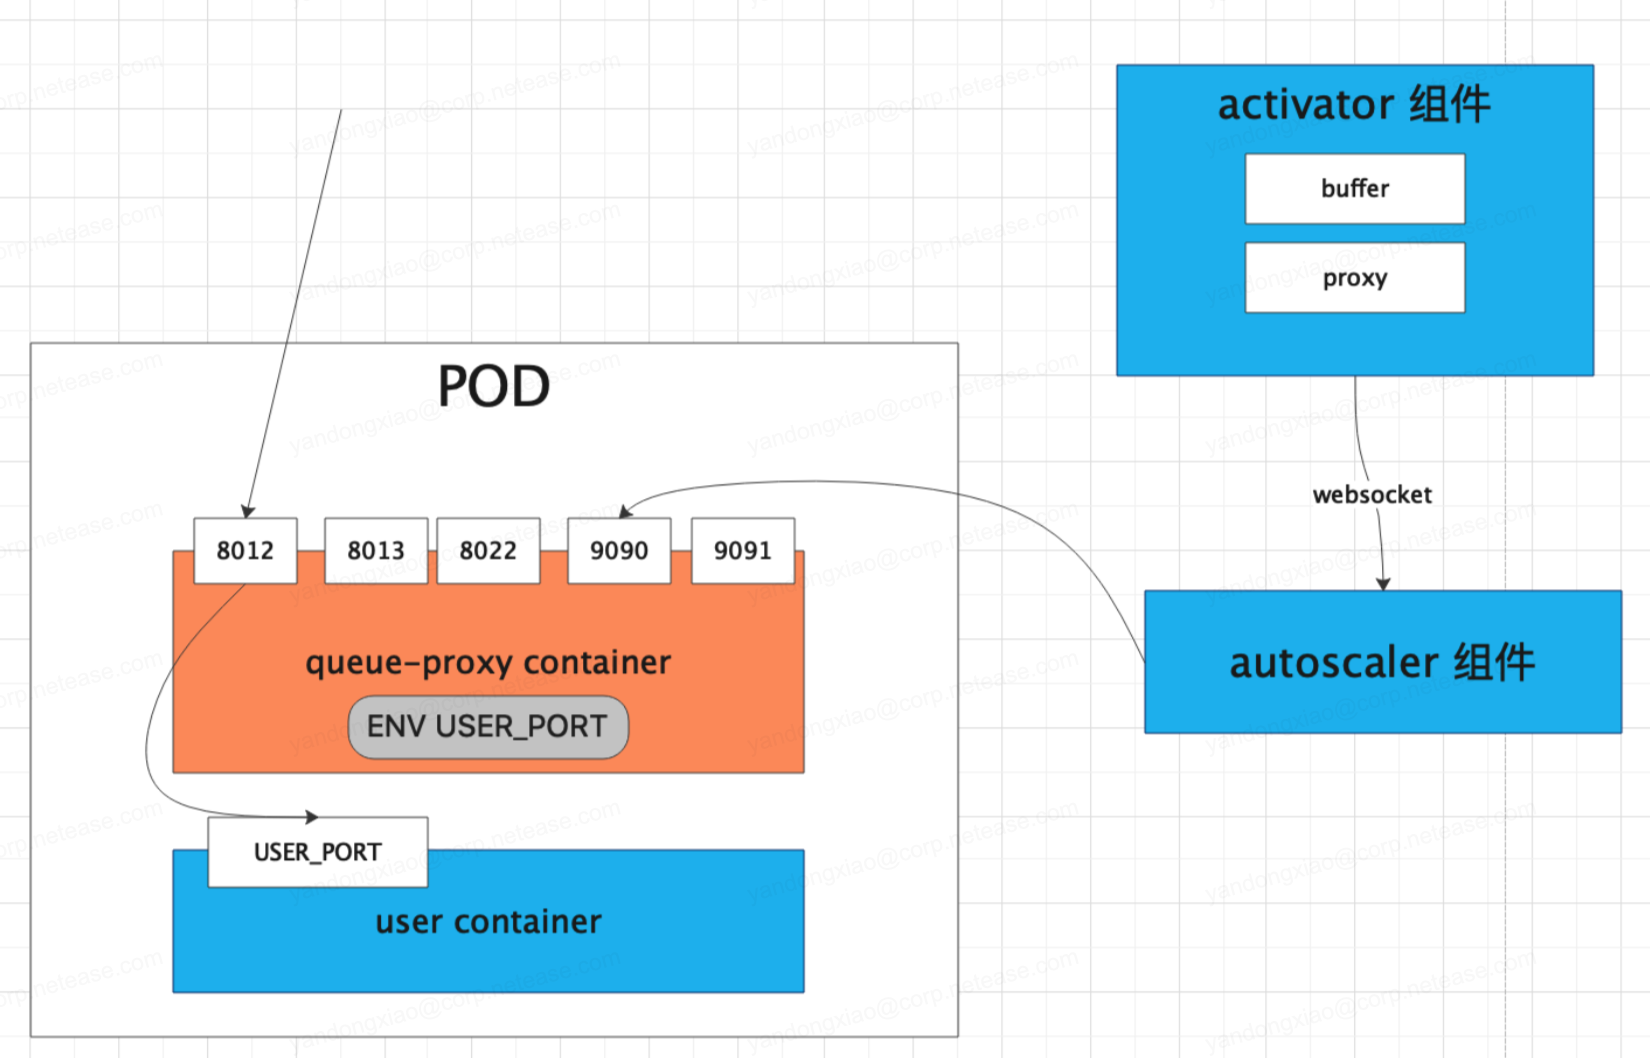 activator 组件
buffer
proxy
POD
websocket
8012
8013
8022
9090
9091
queue-proxy container
ENV USER_PORT
autoscaler 组件
USER_PORT
user container
yandongxiao@corp.netease.com